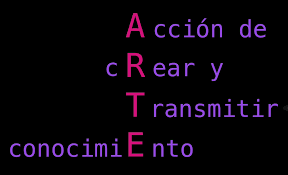 Acción de
cRear y
Transmitir
conocimiEnto